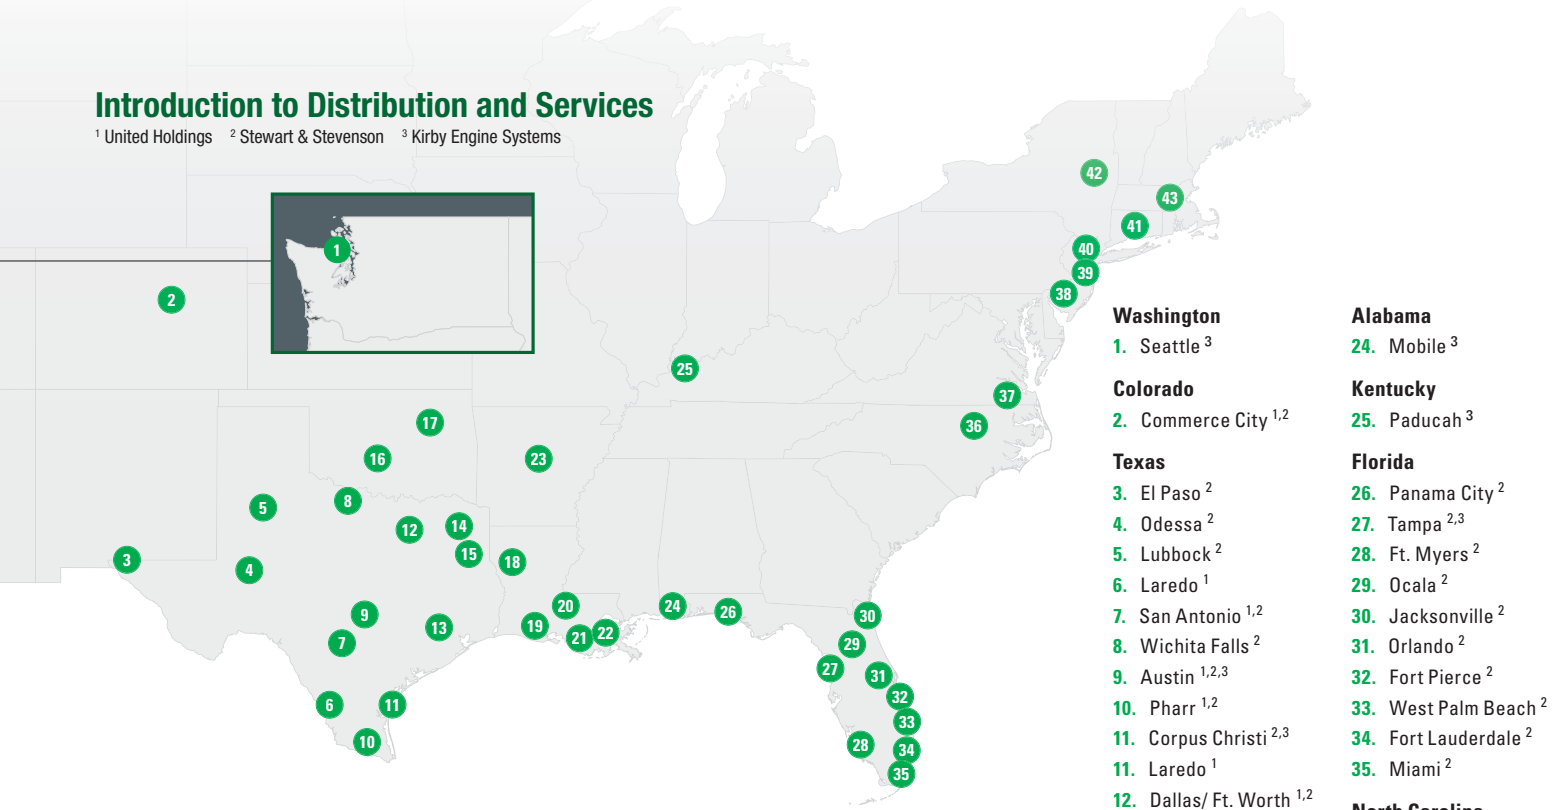 Introduction to Distribution and Services
1 United Holdings 2 Stewart & Stevenson 3 Kirby Engine Systems
42
43
41
1
40
39
2
38
25
37
17
36
16
23
8
5
12
14
15
3
18
4
20
24
9
26
30
19
13
22
21
7
29
27
31
32
6
11
33
10
28
34
35
Washington
1. Seattle 3
Colorado
2. Commerce City 1,2
Texas
3. El Paso 2
4. Odessa 2
5. Lubbock 2
6. Laredo 1
7. San Antonio 1,2
8. Wichita Falls 2
9. Austin 1,2,3
10. Pharr 1,2
11. Corpus Christi 2,3
11. Laredo 1
12. Dallas/ Ft. Worth 1,2
Alabama
24. Mobile 3
Kentucky
25. Paducah 3
Florida
26. Panama City 2
27. Tampa 2,3
28. Ft. Myers 2
29. Ocala 2
30. Jacksonville 2
31. Orlando 2
32. Fort Pierce 2
33. West Palm Beach 2
34. Fort Lauderdale 2
35. Miami 2
North Carolina